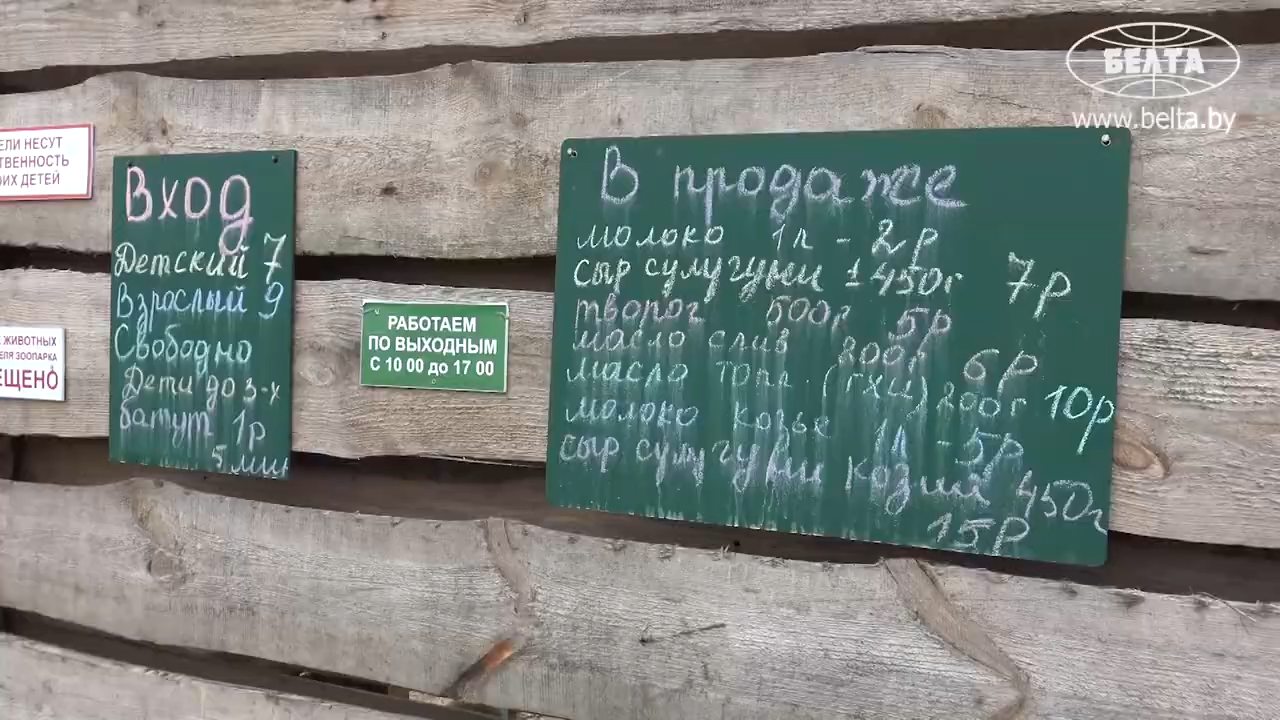 БЕЛТА
www.belta.by
ЕЛИ НЕСУТ
ТВЕННОСТЬ
ОИХ ДЕТЕЙ
Вход
Детский 7
Взрослый 9
Свободно
Дети до 3-х
батут 1р
5 мин
ЖИВОТНЫХ
ЕЛЯ ЗООПАРКА
ЕЩЕНО
РАБОТАЕМ
ПО ВЫХОДНЫМ
С 10 00 до 17 00
В продаже
молоко 1л - 2р
сыр сулугуни ± 450г 7р
творог 500г 5р
масло слив 200г 6р
масло топл. (ГХИ) 200г 10р
молоко козье 1л - 5р
сыр сулугуни козий 450г
15р